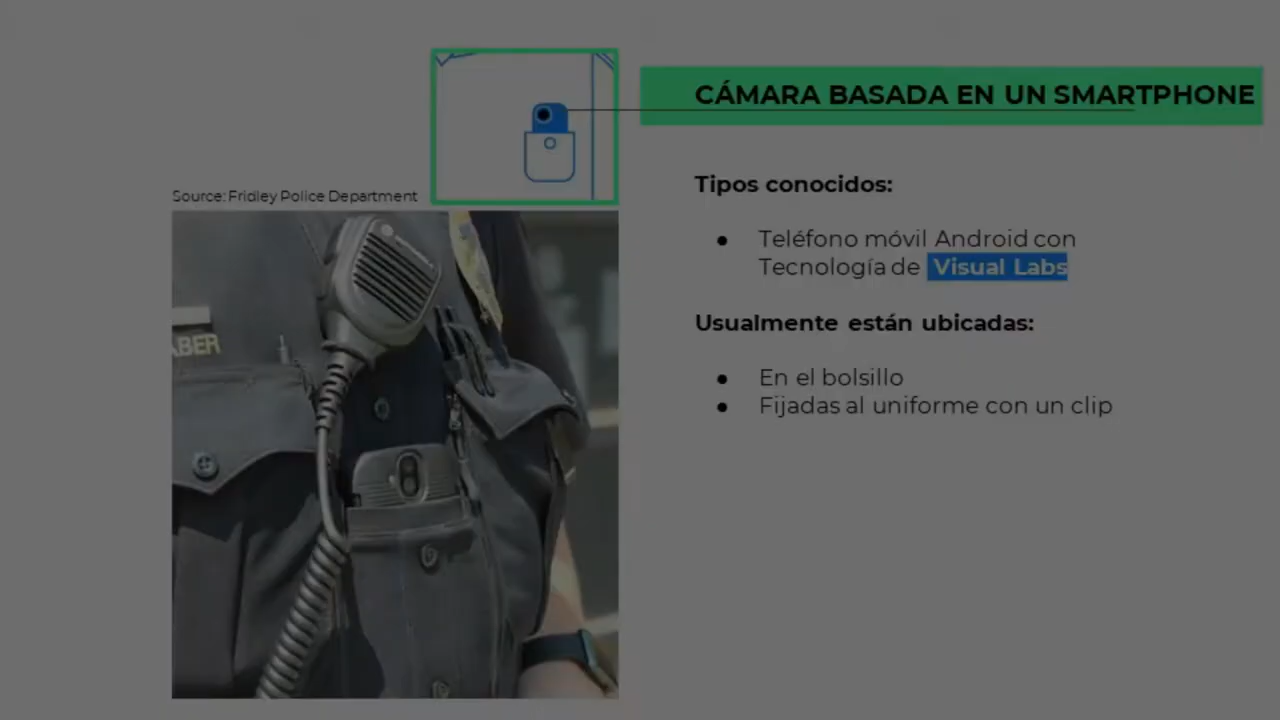 CÁMARA BASADA EN UN SMARTPHONE
Tipos conocidos:
● Teléfono móvil Android con
Tecnología de Visual Labs
Usualmente están ubicadas:
● En el bolsillo
● Fijadas al uniforme con un clip
Source: Fridley Police Department
ABER